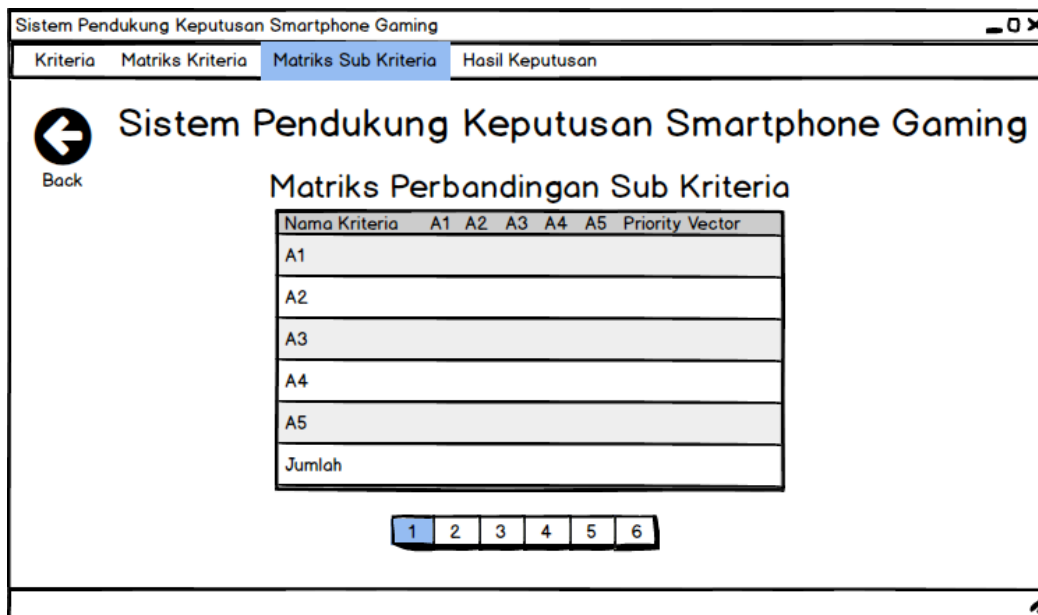 Sistem Pendukung Keputusan Smartphone Gaming
Kriteria Matriks Kriteria Matriks Sub Kriteria Hasil Keputusan
Sistem Pendukung Keputusan Smartphone Gaming
Back
Matriks Perbandingan Sub Kriteria
Nama Kriteria A1 A2 A3 A4 A5 Priority Vector
A1
A2
A3
A4
A5
Jumlah
1 2 3 4 5 6